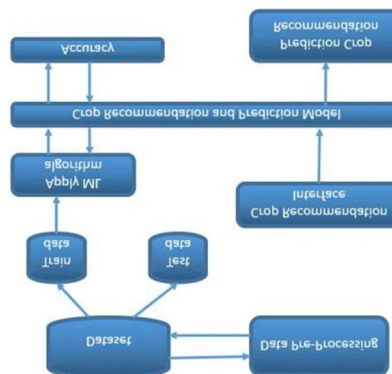 Dataset
Data Pre-Processing
Train
data
Test
data
Apply ML
algorithm
Crop Recommendation
Interface
Crop Recommendation and Prediction Model
Accuracy
Prediction Crop
Recommendation